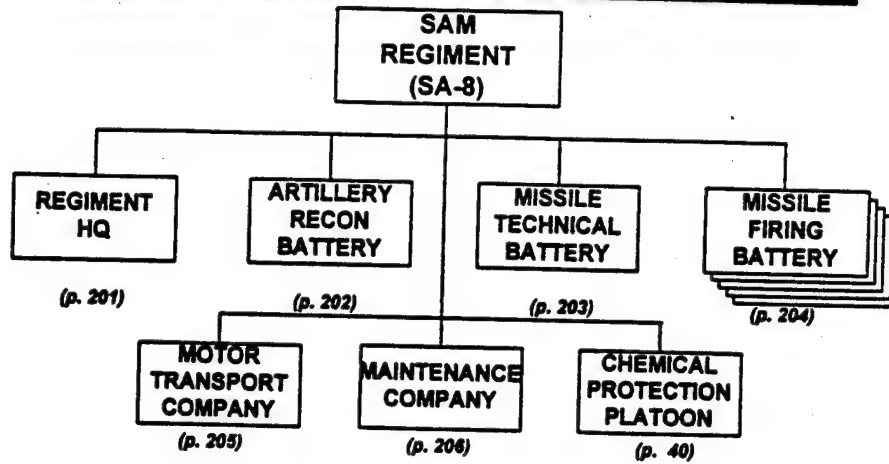 SAM
REGIMENT
(SA-8)
REGIMENT
HQ
(p. 201)
ARTILLERY
RECON
BATTERY
(p. 202)
MISSILE
TECHNICAL
BATTERY
(p. 203)
MISSILE
FIRING
BATTERY
(p. 204)
MOTOR
TRANSPORT
COMPANY
(p. 205)
MAINTENANCE
COMPANY
(p. 206)
CHEMICAL
PROTECTION
PLATOON
(p. 40)